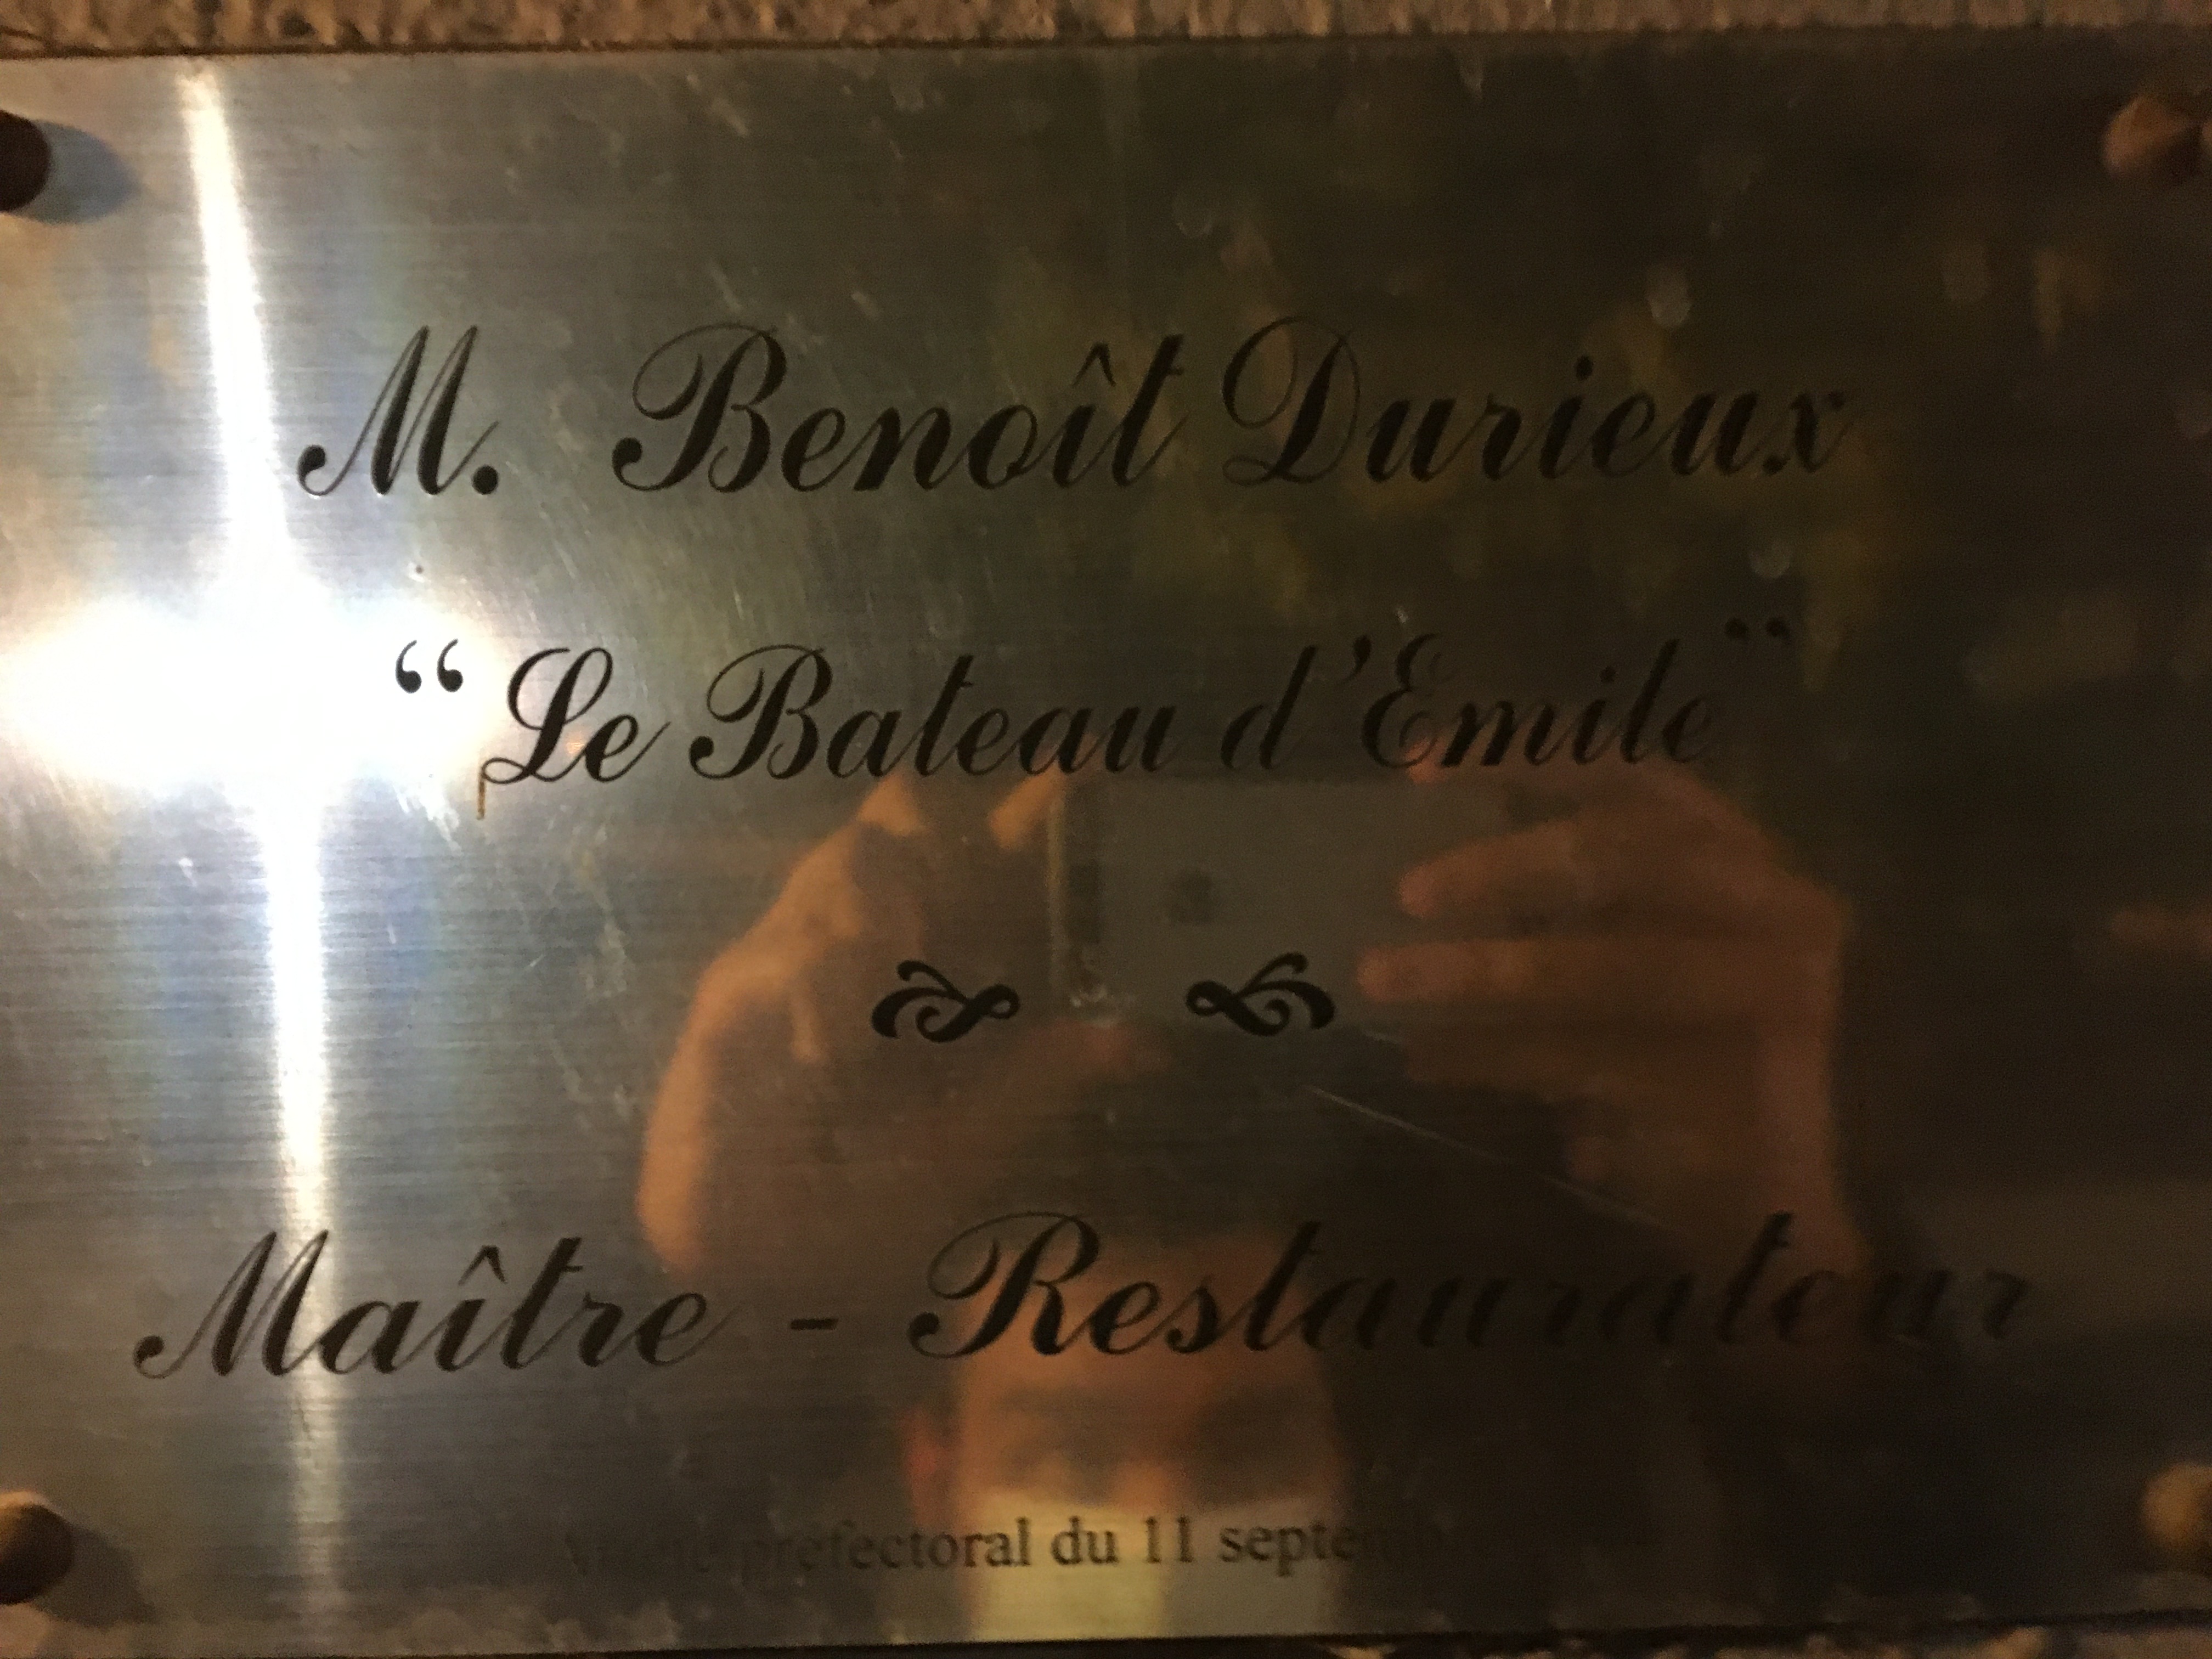 M. Benoît Durieux
“Le Bateau d’Emile”
Maître - Restaurateur
préfectoral du 11